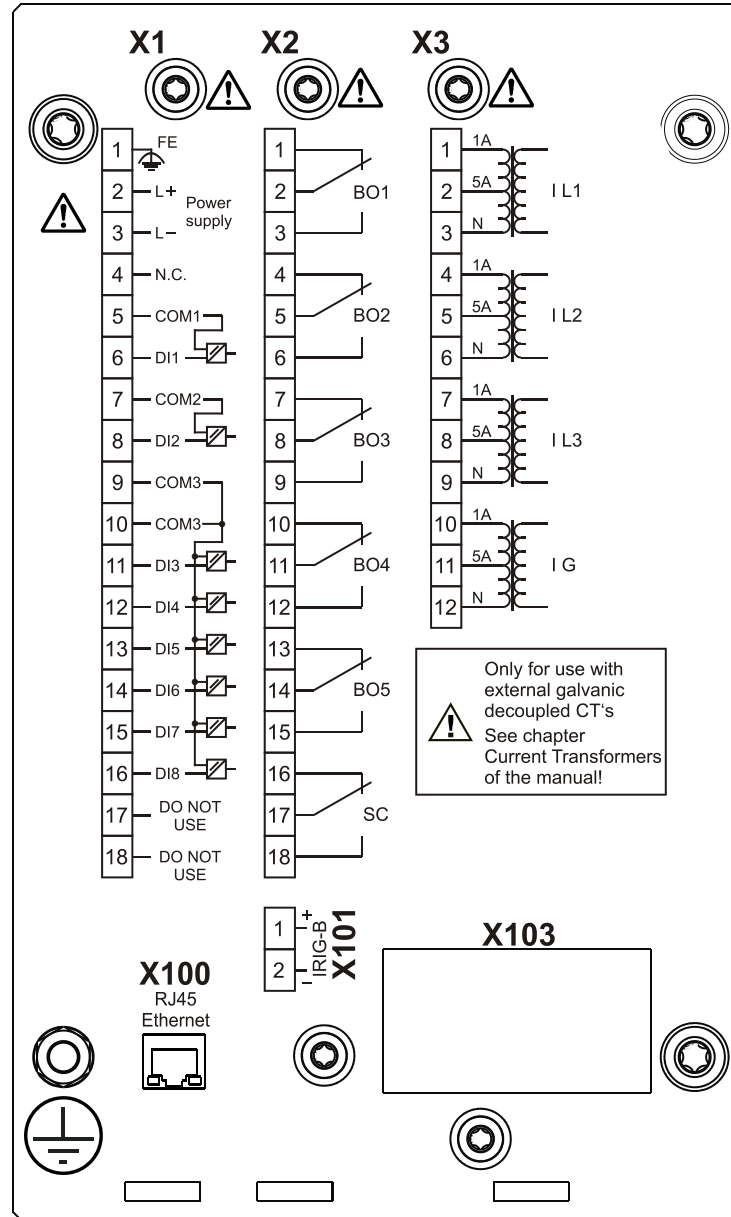 X1
X2
X3
1 FE
2 L+
Power
supply
3 L–
4 N.C.
5 COM1
6 DI1
7 COM2
8 DI2
9 COM3
10 COM3
11 DI3
12 DI4
13 DI5
14 DI6
15 DI7
16 DI8
17 DO NOT
USE
18 DO NOT
USE
1
2 BO1
3
4
5 BO2
6
7
8 BO3
9
10
11 BO4
12
13
14 BO5
15
16
17 SC
18
1 1A
2 5A I L1
3 N
4 1A
5 5A I L2
6 N
7 1A
8 5A I L3
9 N
10 1A
11 5A I G
12 N
Only for use with
external galvanic
decoupled CT‘s
See chapter
Current Transformers
of the manual!
1 +
2 –
IRIG-B
X101
X103
X100
RJ45
Ethernet